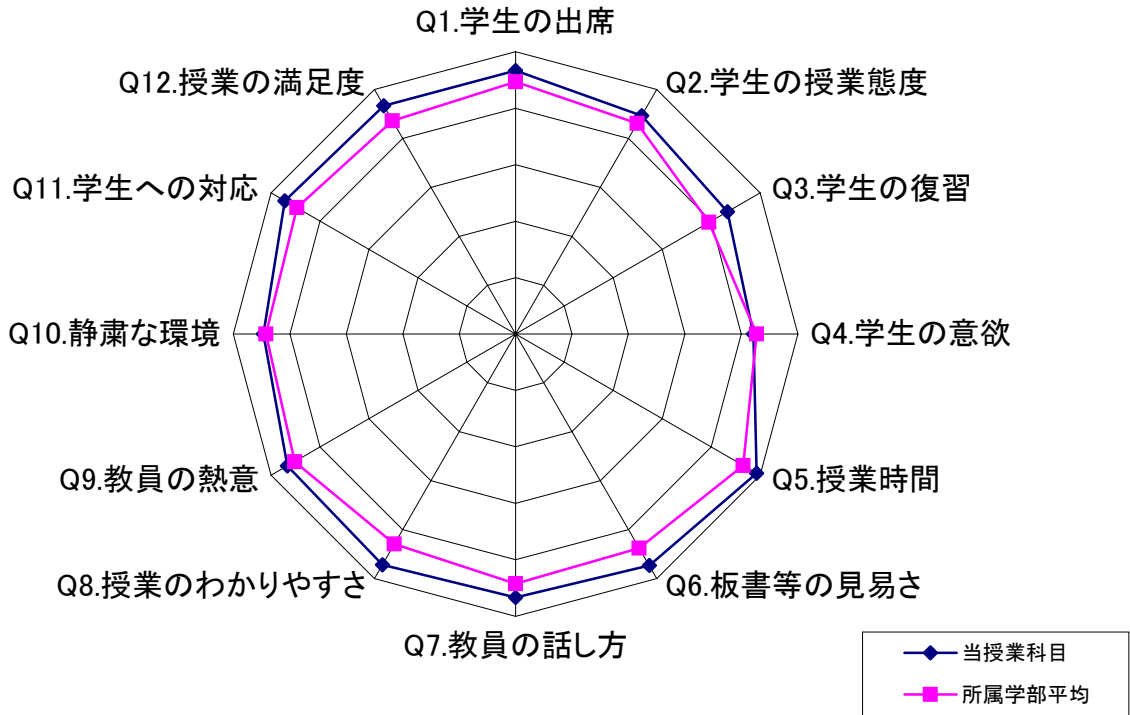 Q1.学生の出席
Q2.学生の授業態度
Q3.学生の復習
Q4.学生の意欲
Q5.授業時間
Q6.板書等の見易さ
Q7.教員の話し方
Q8.授業のわかりやすさ
Q9.教員の熱意
Q10.静粛な環境
Q11.学生への対応
Q12.授業の満足度
当授業科目
所属学部平均